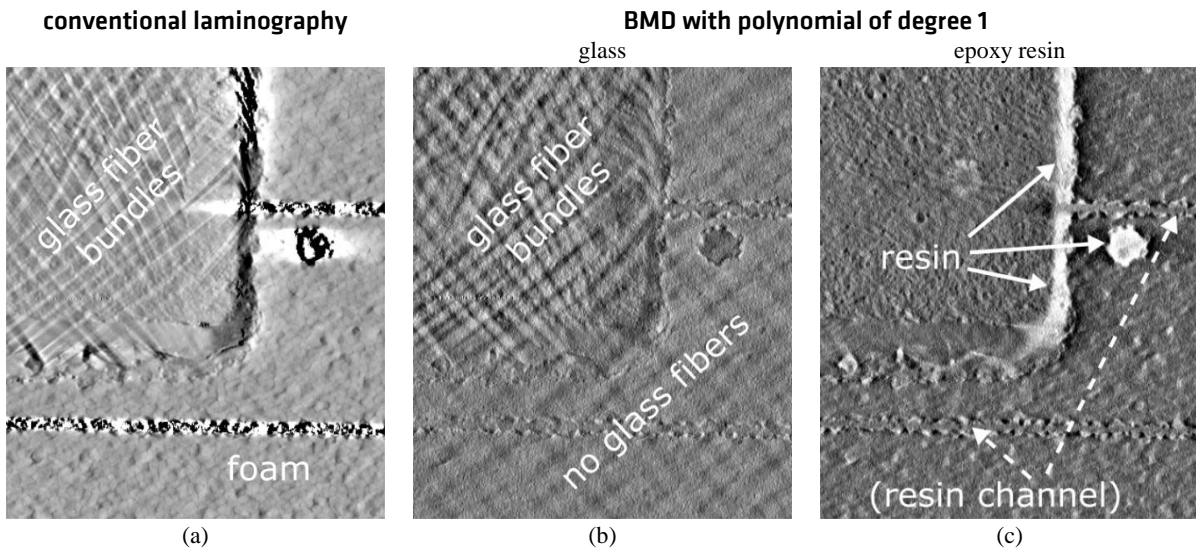 conventional laminography
BMD with polynomial of degree 1
glass
epoxy resin
glass fiber
bundles
foam
glass fiber
bundles
no glass fibers
resin
(resin channel)
(a)
(b)
(c)